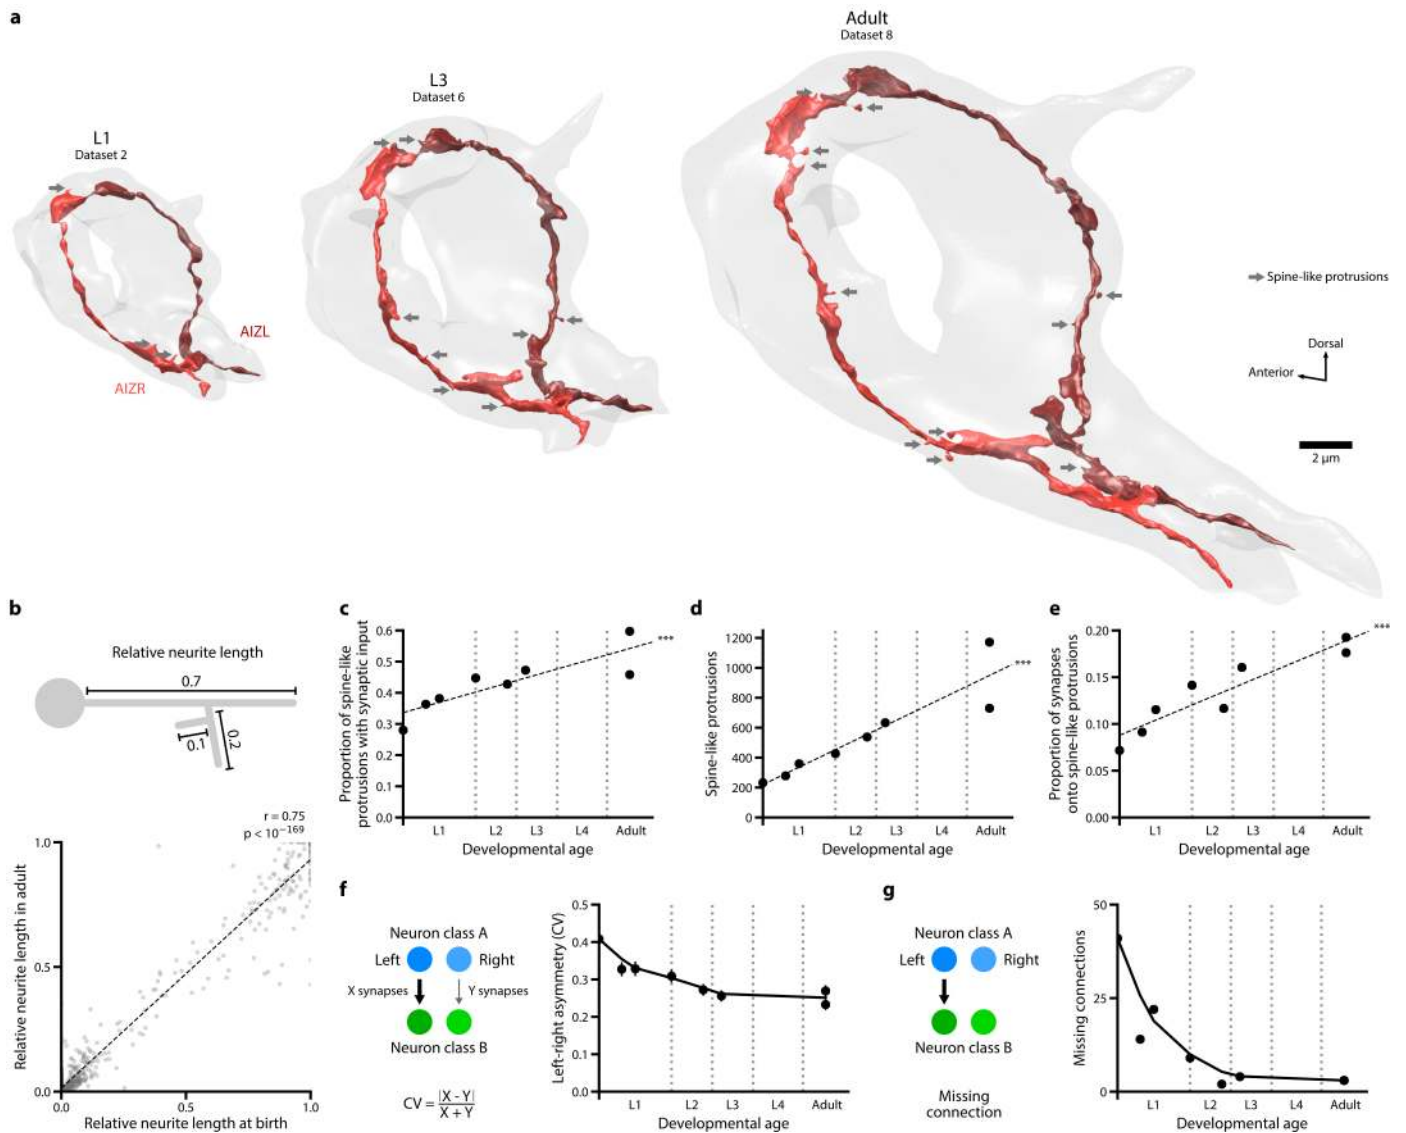 a
L1
Dataset 2
L3
Dataset 6
Adult
Dataset 8
AIZL
AIZR
Spine-like protrusions
Dorsal
Anterior
2 μm
b
Relative neurite length
0.7
0.1
0.2
r = 0.75
p < 10⁻¹⁶⁹
Relative neurite length in adult
1.0
0.5
0.0
0.0
0.5
1.0
Relative neurite length at birth
c
Proportion of spine-like
protrusions with synaptic input
0.6
0.5
0.4
0.3
0.2
0.1
0.0
***
L1
L2
L3
L4
Adult
Developmental age
d
Spine-like protrusions
1200
1000
800
600
400
200
0
***
L1
L2
L3
L4
Adult
Developmental age
e
Proportion of synapses
onto spine-like protrusions
0.20
0.15
0.10
0.05
0.00
***
L1
L2
L3
L4
Adult
Developmental age
f
Neuron class A
Left
Right
X synapses
Y synapses
Neuron class B
CV = |X - Y|
X + Y
Left-right asymmetry (CV)
0.5
0.4
0.3
0.2
0.1
0.0
L1
L2
L3
L4
Adult
Developmental age
g
Neuron class A
Left
Right
Neuron class B
Missing
connection
Missing connections
50
25
0
L1
L2
L3
L4
Adult
Developmental age